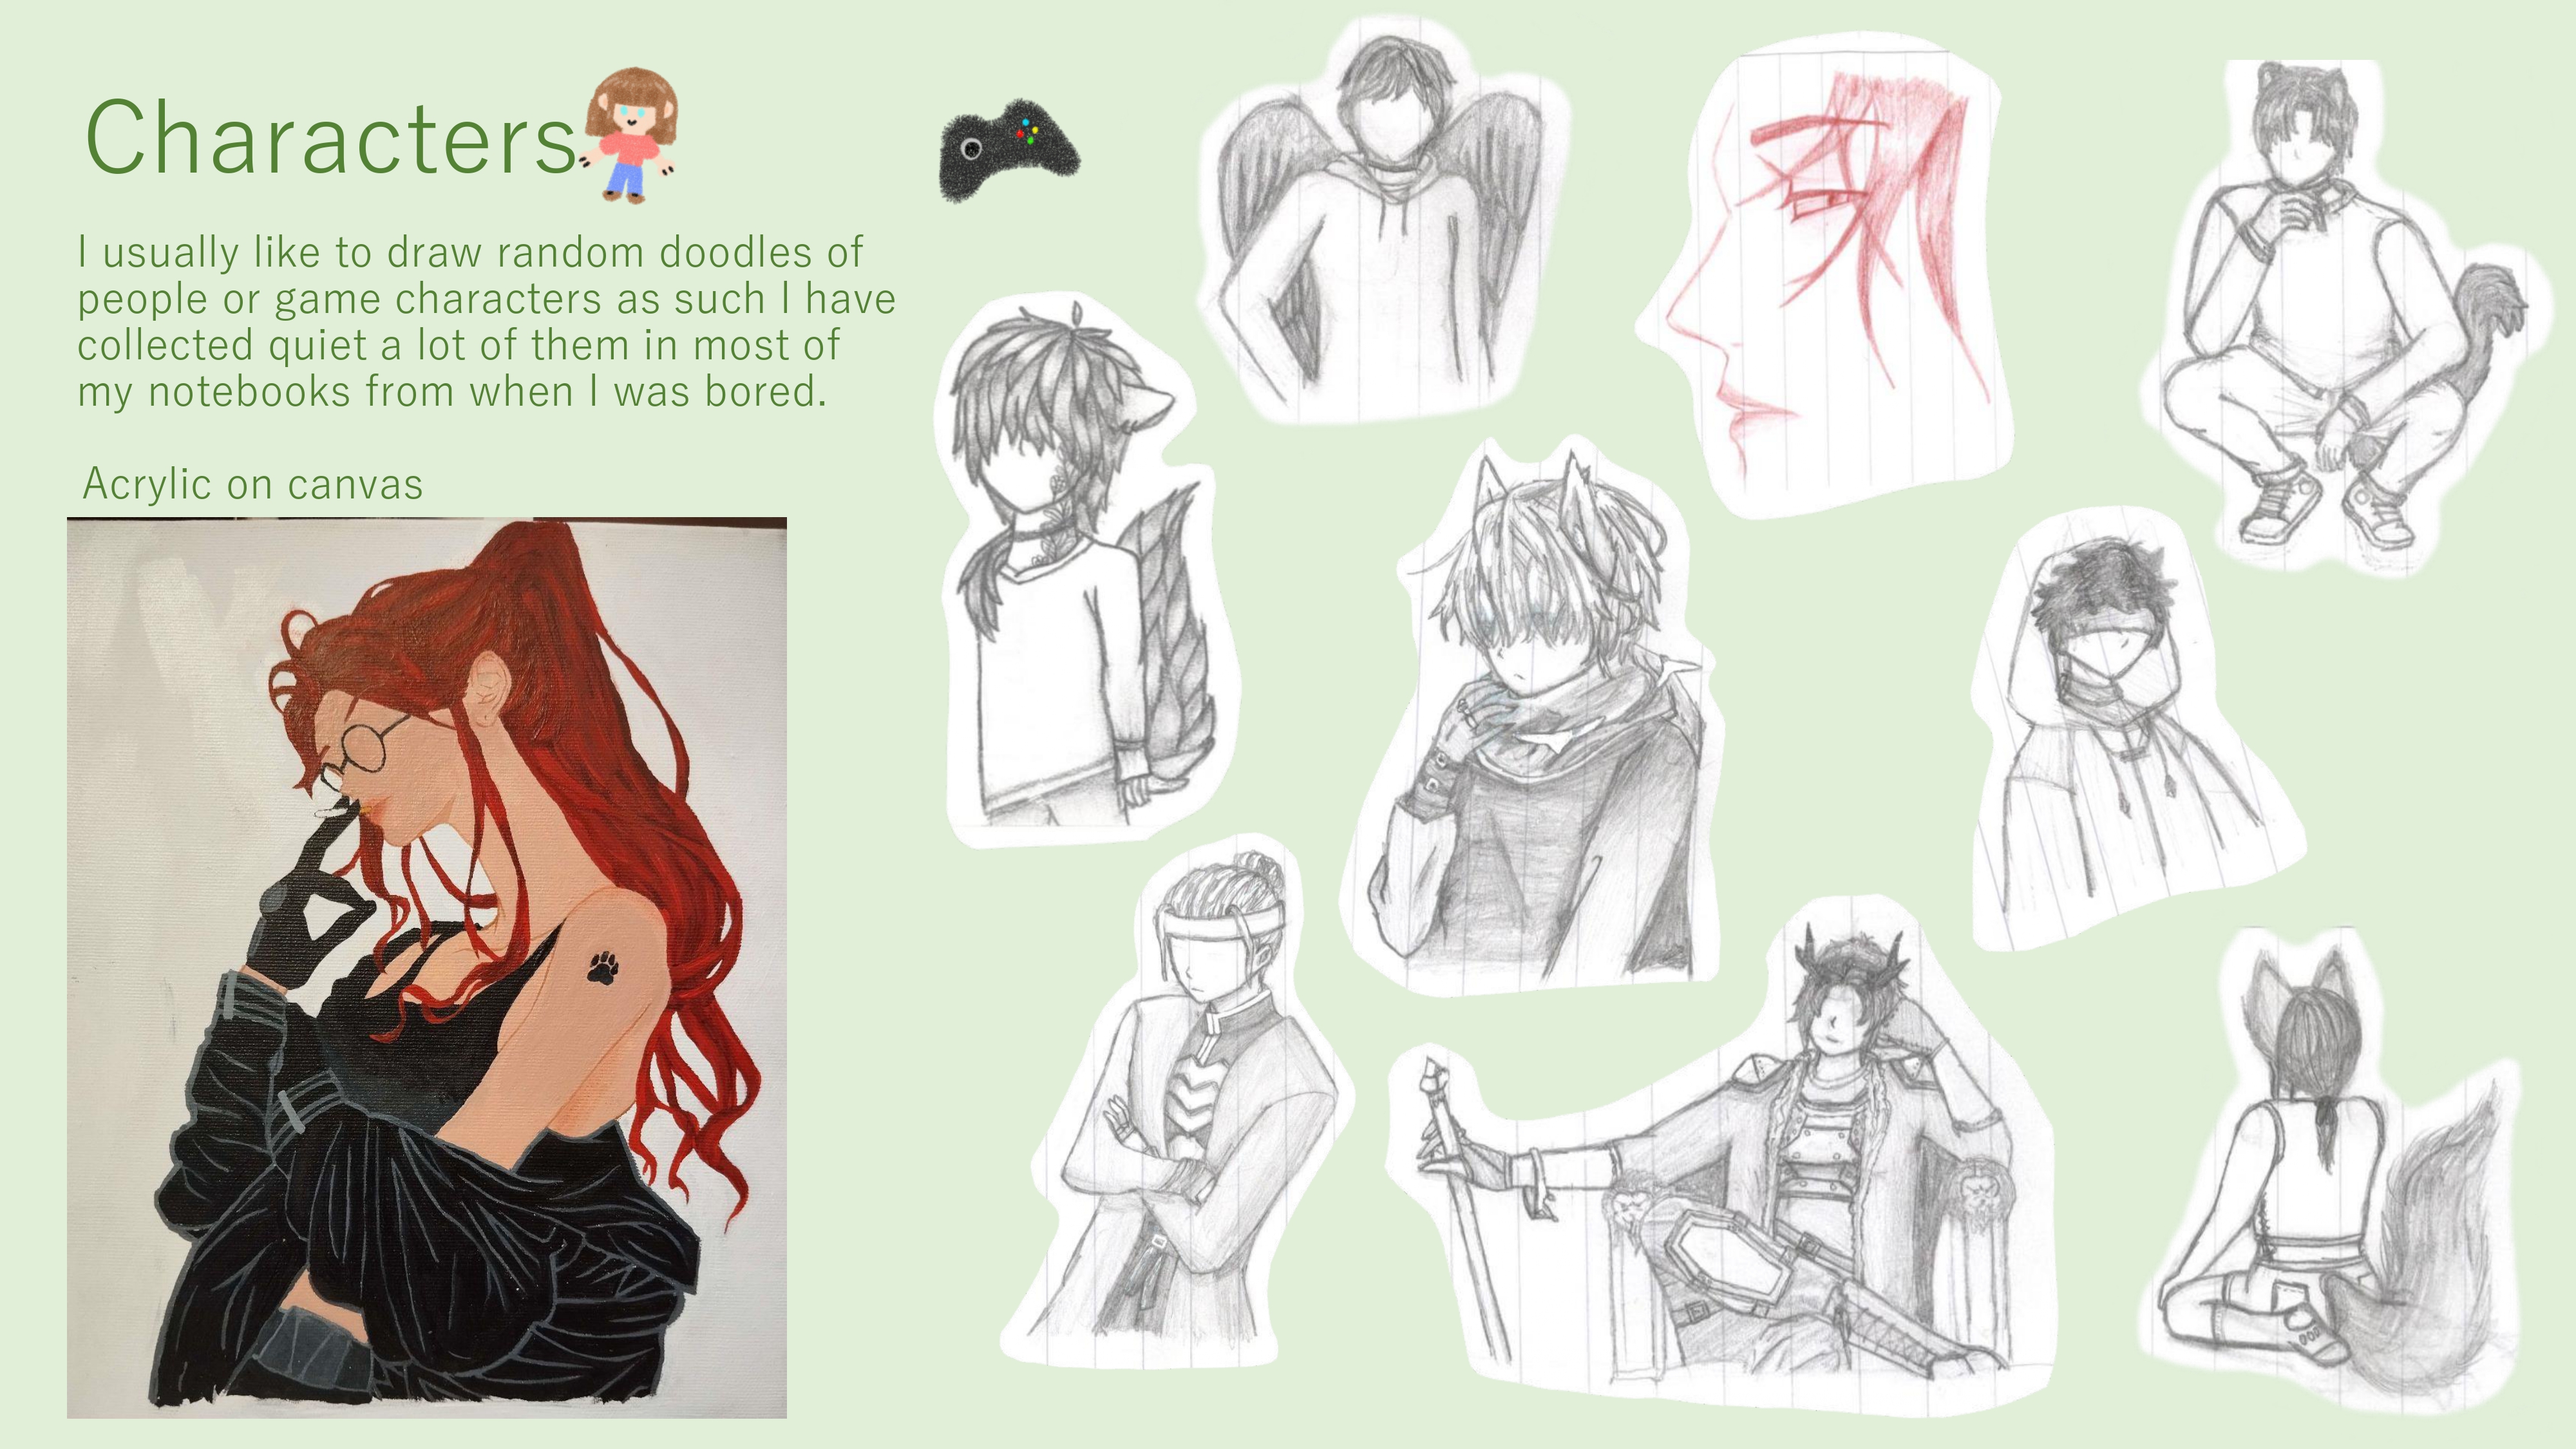 Characters
I usually like to draw random doodles of
people or game characters as such I have
collected quiet a lot of them in most of
my notebooks from when I was bored.
Acrylic on canvas